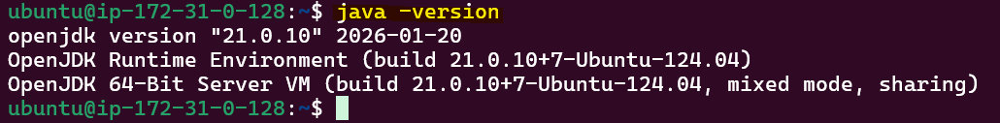 ubuntu@ip-172-31-0-128:~$ java -version
openjdk version "21.0.10" 2026-01-20
OpenJDK Runtime Environment (build 21.0.10+7-Ubuntu-124.04)
OpenJDK 64-Bit Server VM (build 21.0.10+7-Ubuntu-124.04, mixed mode, sharing)
ubuntu@ip-172-31-0-128:~$